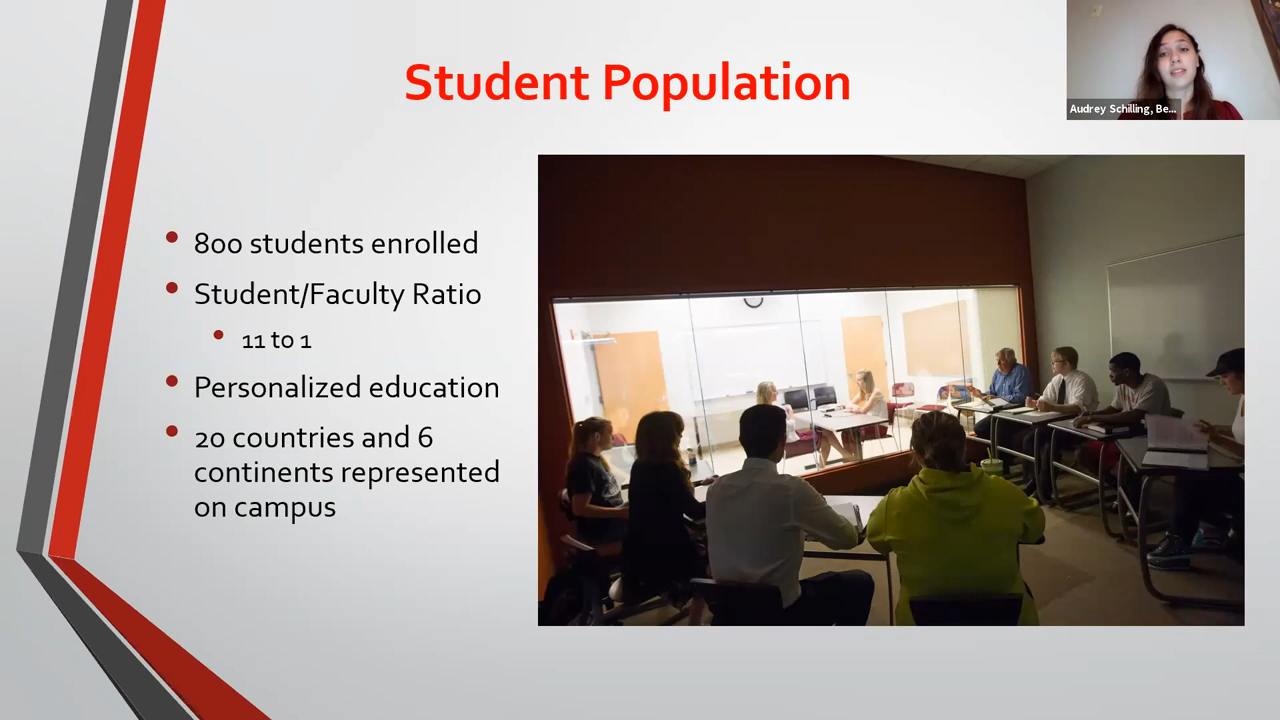 Student Population
Audrey Schilling, Be...
• 800 students enrolled
• Student/Faculty Ratio
• 11 to 1
• Personalized education
• 20 countries and 6
continents represented
on campus